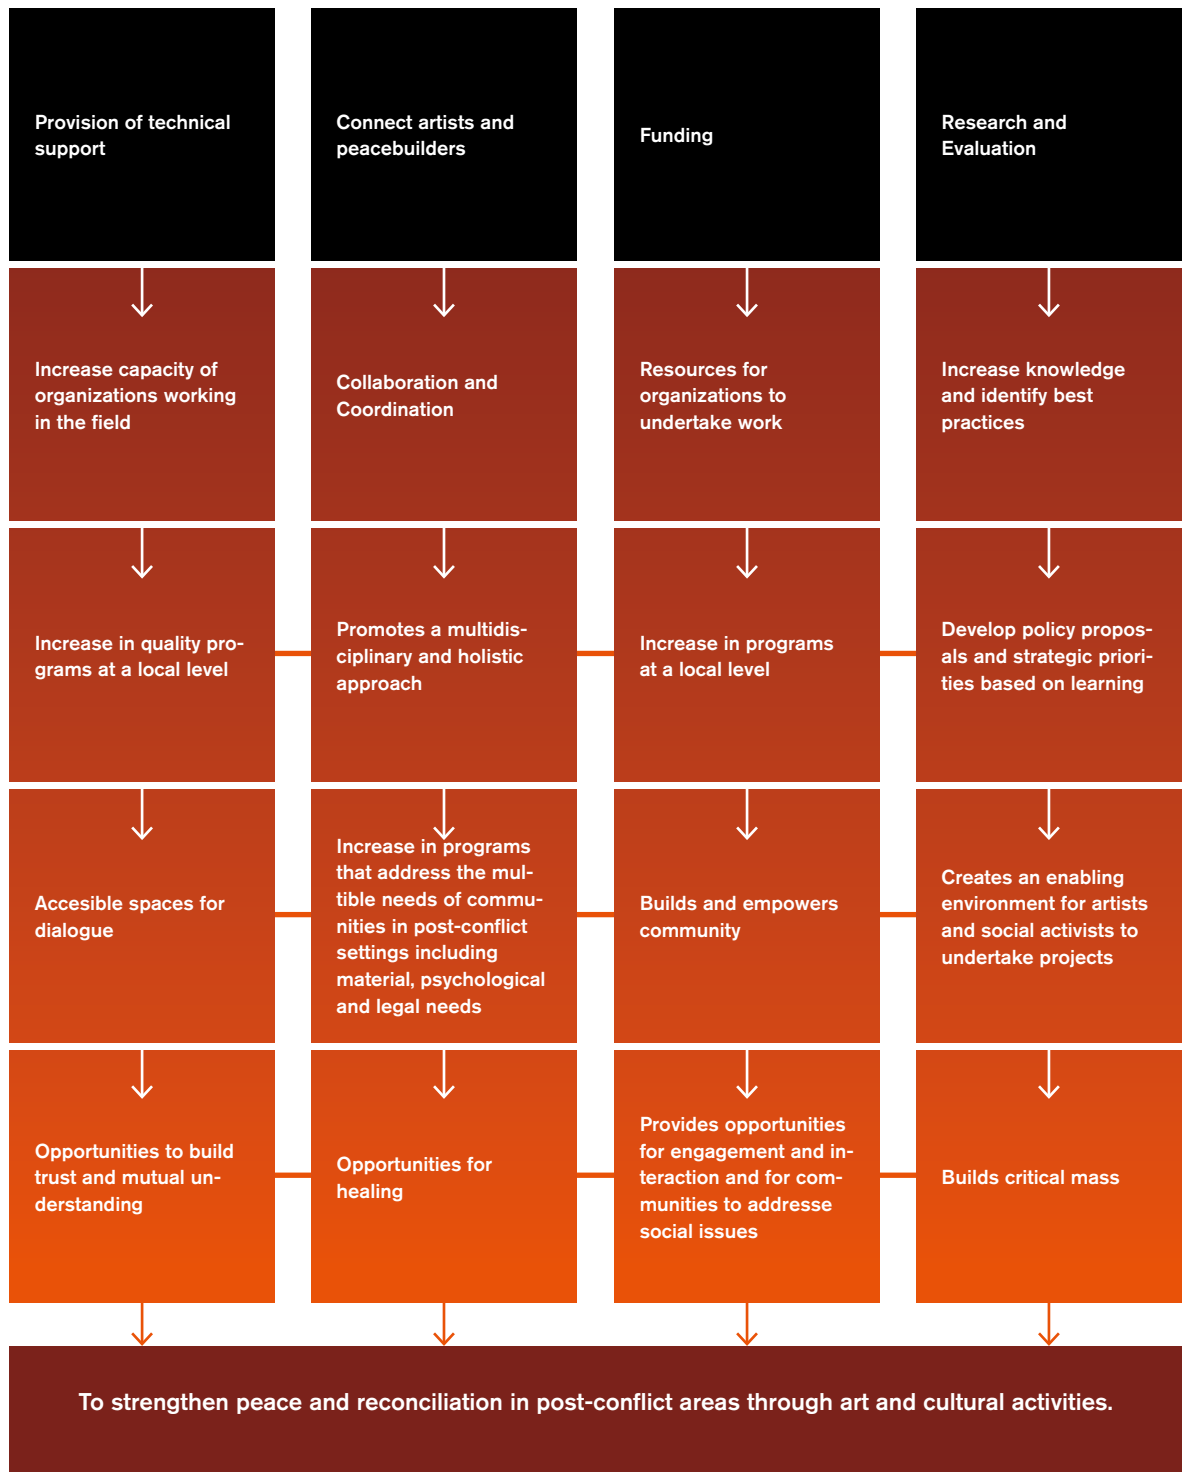 Provision of technical
support
Connect artists and
peacebuilders
Funding
Research and
Evaluation
Increase capacity of
organizations working
in the field
Collaboration and
Coordination
Resources for
organizations to
undertake work
Increase knowledge
and identify best
practices
Increase in quality pro-
grams at a local level
Promotes a multidis-
ciplinary and holistic
approach
Increase in programs
at a local level
Develop policy propos-
als and strategic priori-
ties based on learning
Accesible spaces for
dialogue
Increase in programs
that address the mul-
tible needs of commu-
nities in post-conflict
settings including
material, psychological
and legal needs
Builds and empowers
community
Creates an enabling
environment for artists
and social activists to
undertake projects
Opportunities to build
trust and mutual un-
derstanding
Opportunities for
healing
Provides opportunities
for engagement and in-
teraction and for com-
munities to addresse
social issues
Builds critical mass
To strengthen peace and reconciliation in post-conflict areas through art and cultural activities.